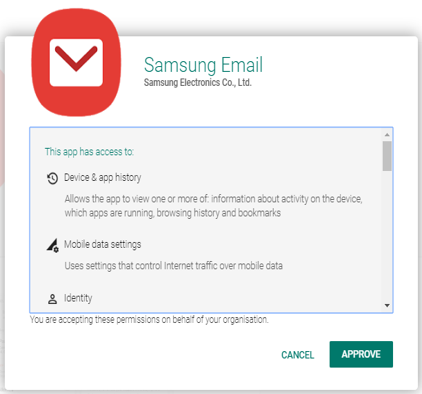 Samsung Email
Samsung Electronics Co., Ltd.
This app has access to:
Device & app history
Allows the app to view one or more of: information about activity on the device,
which apps are running, browsing history and bookmarks
Mobile data settings
Uses settings that control Internet traffic over mobile data
Identity
You are accepting these permissions on behalf of your organisation.
CANCEL APPROVE